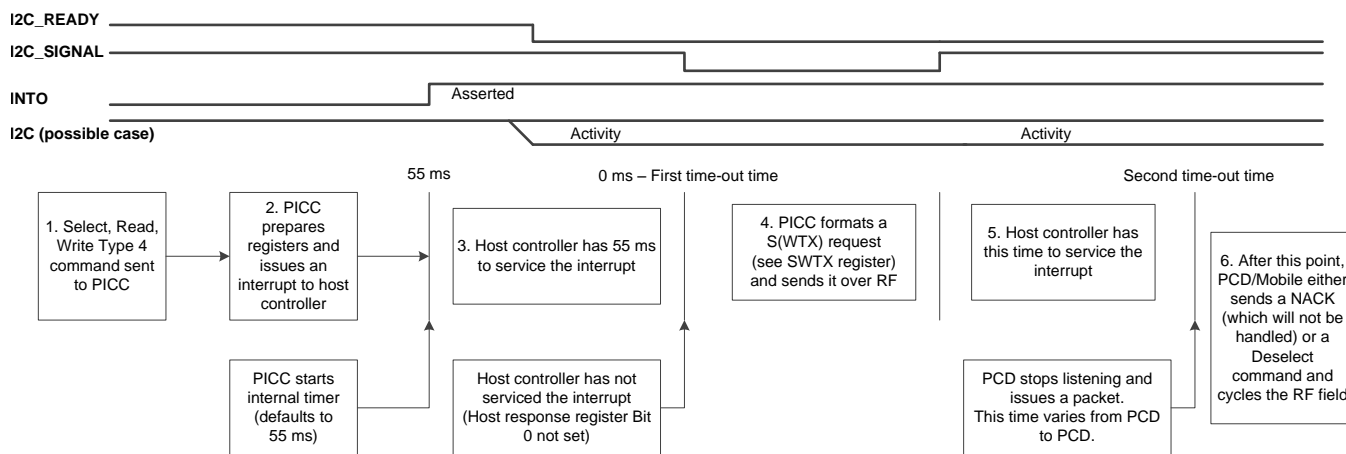 I2C_READY
I2C_SIGNAL
INTO
Asserted
I2C (possible case)
Activity
Activity
55 ms
0 ms – First time-out time
Second time-out time
1. Select, Read,
Write Type 4
command sent
to PICC
2. PICC
prepares
registers and
issues an
interrupt to host
controller
3. Host controller has 55 ms
to service the interrupt
4. PICC formats a
S(WTX) request
(see SWTX register)
and sends it over RF
5. Host controller has
this time to service the
interrupt
6. After this point,
PCD/Mobile either
sends a NACK
(which will not be
handled) or a
Deselect
command and
cycles the RF field
PICC starts
internal timer
(defaults to
55 ms)
Host controller has not
serviced the interrupt
(Host response register Bit
0 not set)
PCD stops listening and
issues a packet.
This time varies from PCD
to PCD.